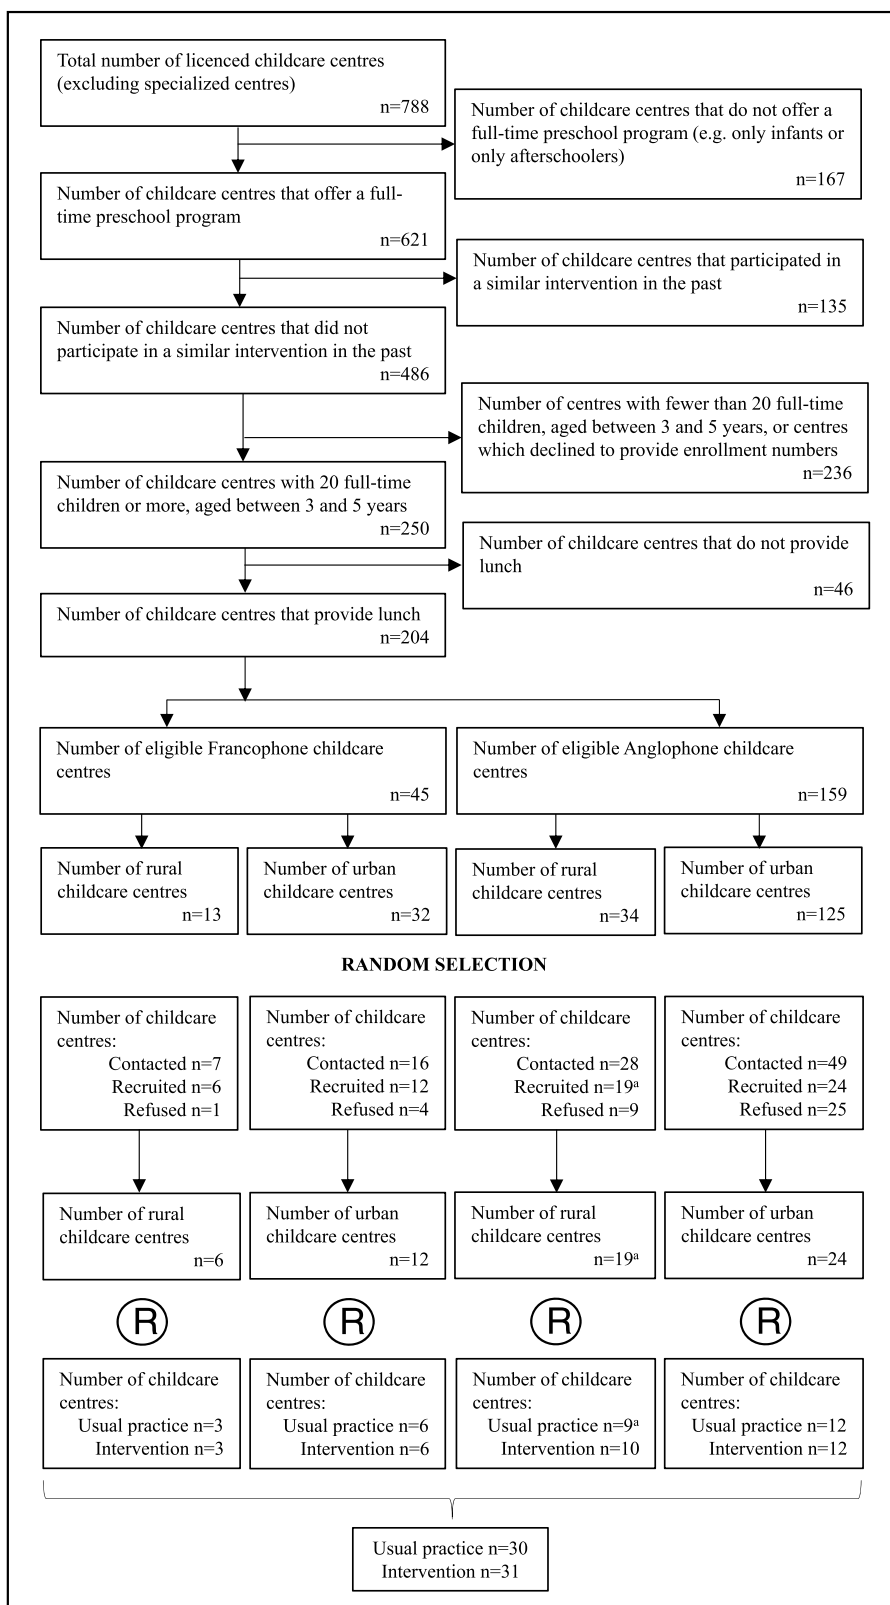 Total number of licenced childcare centres
(excluding specialized centres)
n=788
Number of childcare centres that do not offer a
full-time preschool program (e.g. only infants or
only afterschoolers)
n=167
Number of childcare centres that offer a full-
time preschool program
n=621
Number of childcare centres that participated in
a similar intervention in the past
n=135
Number of childcare centres that did not
participate in a similar intervention in the past
n=486
Number of centres with fewer than 20 full-time
children, aged between 3 and 5 years, or centres
which declined to provide enrollment numbers
n=236
Number of childcare centres with 20 full-time
children or more, aged between 3 and 5 years
n=250
Number of childcare centres that do not provide
lunch
n=46
Number of childcare centres that provide lunch
n=204
Number of eligible Francophone childcare
centres
n=45
Number of eligible Anglophone childcare
centres
n=159
Number of rural
childcare centres
n=13
Number of urban
childcare centres
n=32
Number of rural
childcare centres
n=34
Number of urban
childcare centres
n=125
RANDOM SELECTION
Number of childcare
centres:
Contacted n=7
Recruited n=6
Refused n=1
Number of childcare
centres:
Contacted n=16
Recruited n=12
Refused n=4
Number of childcare
centres:
Contacted n=28
Recruited n=19ᵃ
Refused n=9
Number of childcare
centres:
Contacted n=49
Recruited n=24
Refused n=25
Number of rural
childcare centres
n=6
Number of urban
childcare centres
n=12
Number of rural
childcare centres
n=19ᵃ
Number of urban
childcare centres
n=24
R
R
R
R
Number of childcare
centres:
Usual practice n=3
Intervention n=3
Number of childcare
centres:
Usual practice n=6
Intervention n=6
Number of childcare
centres:
Usual practice n=9ᵃ
Intervention n=10
Number of childcare
centres:
Usual practice n=12
Intervention n=12
Usual practice n=30
Intervention n=31